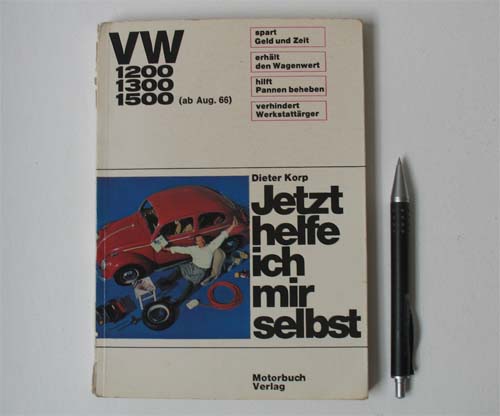 VW
1200
1300
1500 (ab Aug. 66)
spart
Geld und Zeit
erhält
den Wagenwert
hilft
Pannen beheben
verhindert
Werkstattärger
Dieter Korp
Jetzt
helfe
ich
mir
selbst
Motorbuch
Verlag